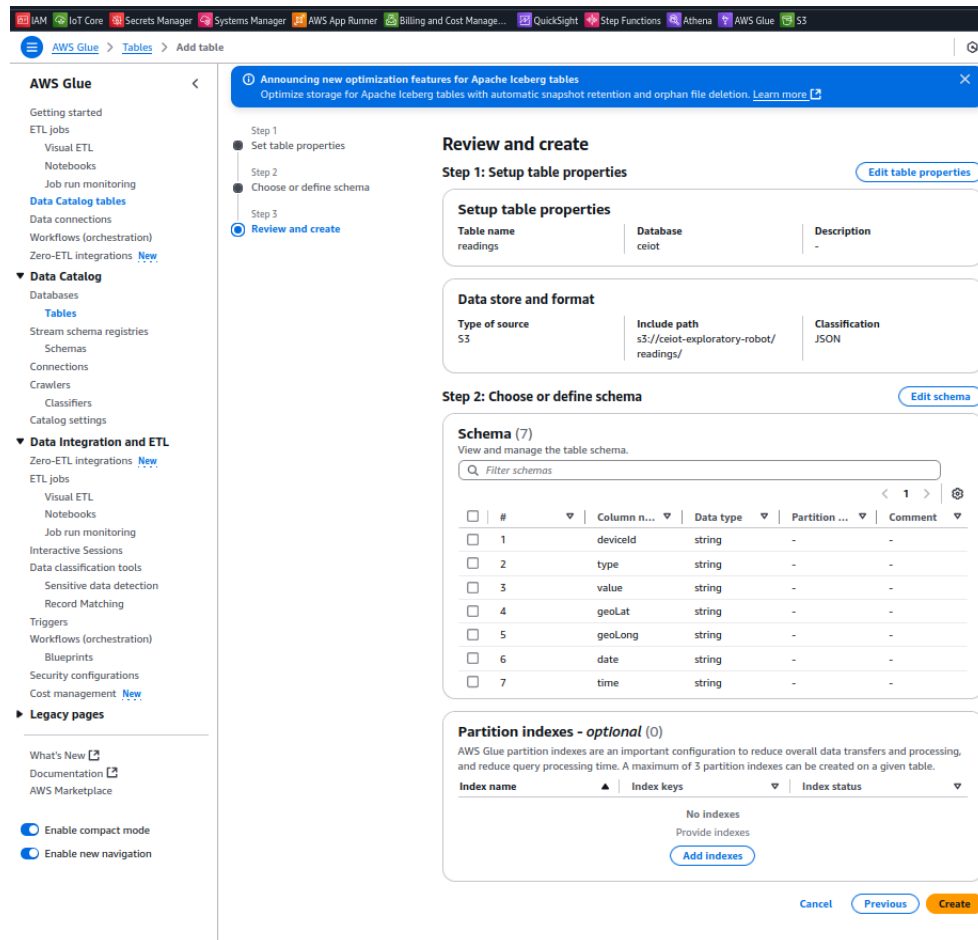 IAM IoT Core Secrets Manager Systems Manager AWS App Runner Billing and Cost Manage... QuickSight Step Functions Athena AWS Glue S3
AWS Glue > Tables > Add table
AWS Glue
Getting started
ETL jobs
Visual ETL
Notebooks
Job run monitoring
Data Catalog tables
Data connections
Workflows (orchestration)
Zero-ETL integrations New
Data Catalog
Databases
Tables
Stream schema registries
Schemas
Connections
Crawlers
Classifiers
Catalog settings
Data Integration and ETL
Zero-ETL integrations New
ETL jobs
Visual ETL
Notebooks
Job run monitoring
Interactive Sessions
Data classification tools
Sensitive data detection
Record Matching
Triggers
Workflows (orchestration)
Blueprints
Security configurations
Cost management New
Legacy pages
What's New
Documentation
AWS Marketplace
Enable compact mode
Enable new navigation
Announcing new optimization features for Apache Iceberg tables
Optimize storage for Apache Iceberg tables with automatic snapshot retention and orphan file deletion. Learn more
Step 1
Set table properties
Step 2
Choose or define schema
Step 3
Review and create
Review and create
Step 1: Setup table properties Edit table properties
Setup table properties
Table name Database Description
readings ceiot -
Data store and format
Type of source Include path Classification
S3 s3://ceiot-exploratory-robot/ JSON
readings/
Step 2: Choose or define schema Edit schema
Schema (7)
View and manage the table schema.
Filter schemas
< 1 >
# Column n... Data type Partition ... Comment
1 deviceId string - -
2 type string - -
3 value string - -
4 geoLat string - -
5 geoLong string - -
6 date string - -
7 time string - -
Partition indexes - optional (0)
AWS Glue partition indexes are an important configuration to reduce overall data transfers and processing,
and reduce query processing time. A maximum of 3 partition indexes can be created on a given table.
Index name Index keys Index status
No indexes
Provide indexes
Add indexes
Cancel Previous Create